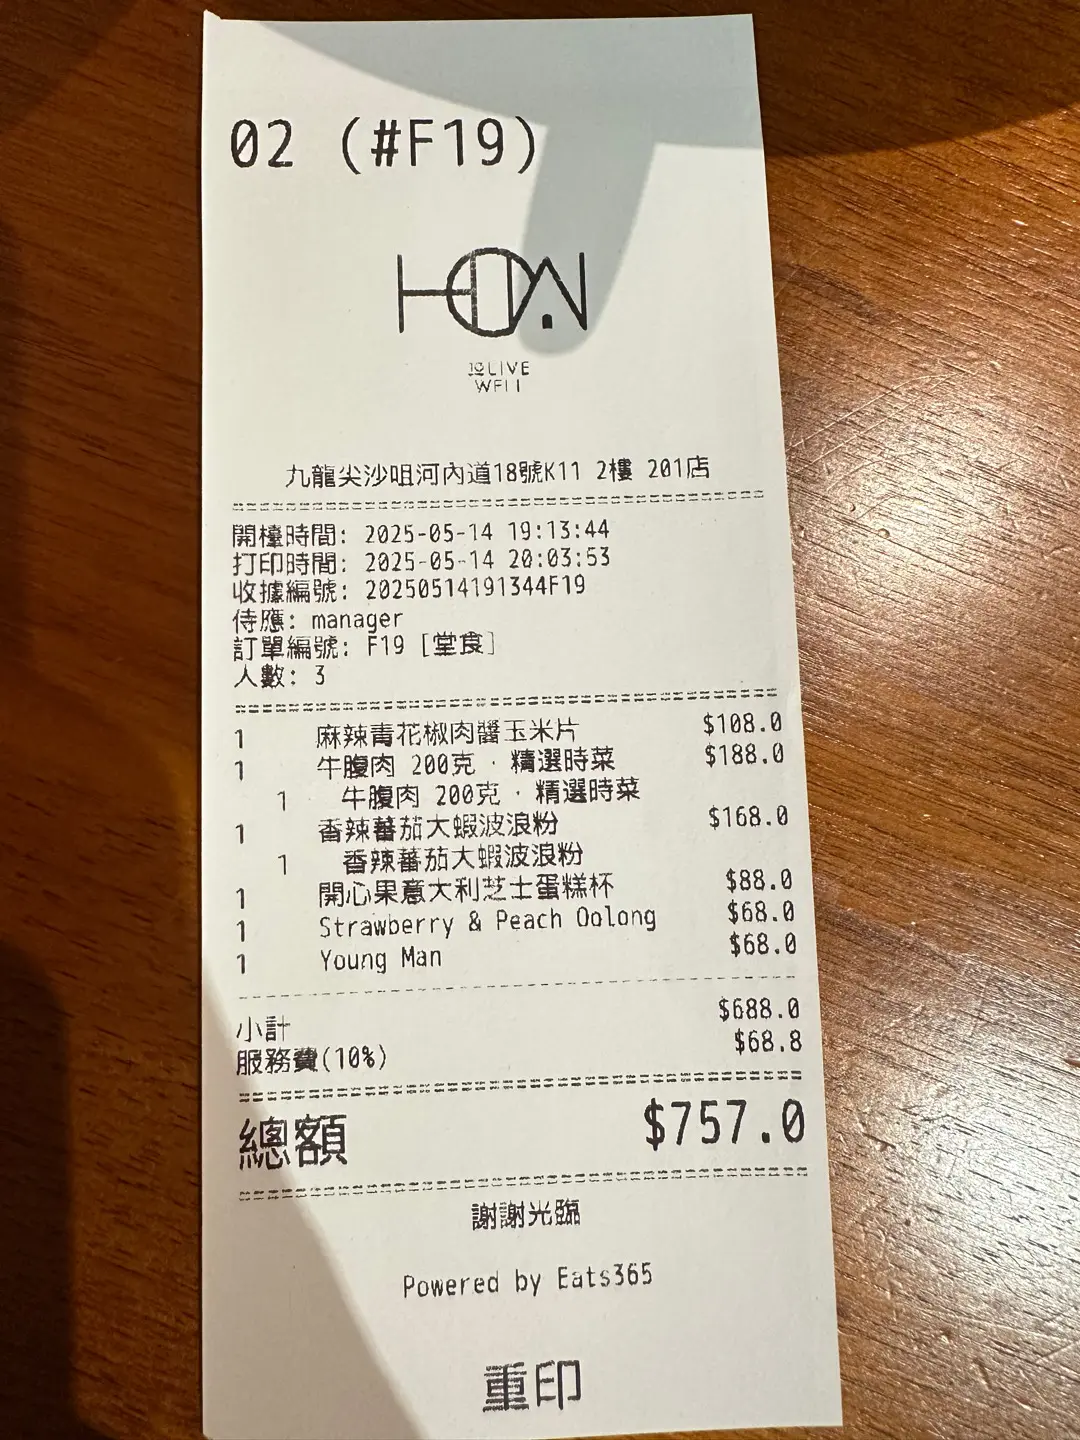 02 (#F19)
HOW
TO LIVE
WELL
九龍尖沙咀河內道18號K11 2樓 201店
開檯時間: 2025-05-14 19:13:44
打印時間: 2025-05-14 20:03:53
收據編號: 20250514191344F19
侍應: manager
訂單編號: F19 [堂食]
人數: 3
1 麻辣青花椒肉醬玉米片 $108.0
1 牛腹肉 200克 · 精選時菜 $188.0
1 牛腹肉 200克 · 精選時菜
1 香辣蕃茄大蝦波浪粉 $168.0
1 香辣蕃茄大蝦波浪粉
1 開心果意大利芝士蛋糕杯 $88.0
1 Strawberry & Peach Oolong $68.0
1 Young Man $68.0
小計 $688.0
服務費(10%) $68.8
總額 $757.0
謝謝光臨
Powered by Eats365
重印